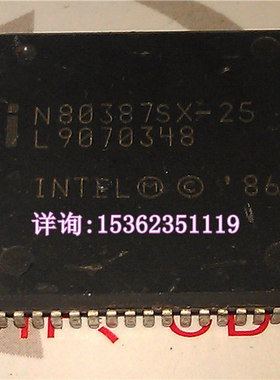 i N80387SX-25
L9070348
详询: 15362351119
INTEL Ⓜ © '86